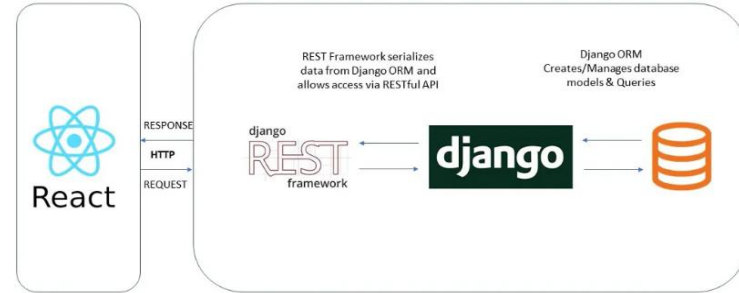 React
RESPONSE
HTTP
REQUEST
REST Framework serializes
data from Django ORM and
allows access via RESTful API
django
REST
framework
django
Django ORM
Creates/Manages database
models & Queries